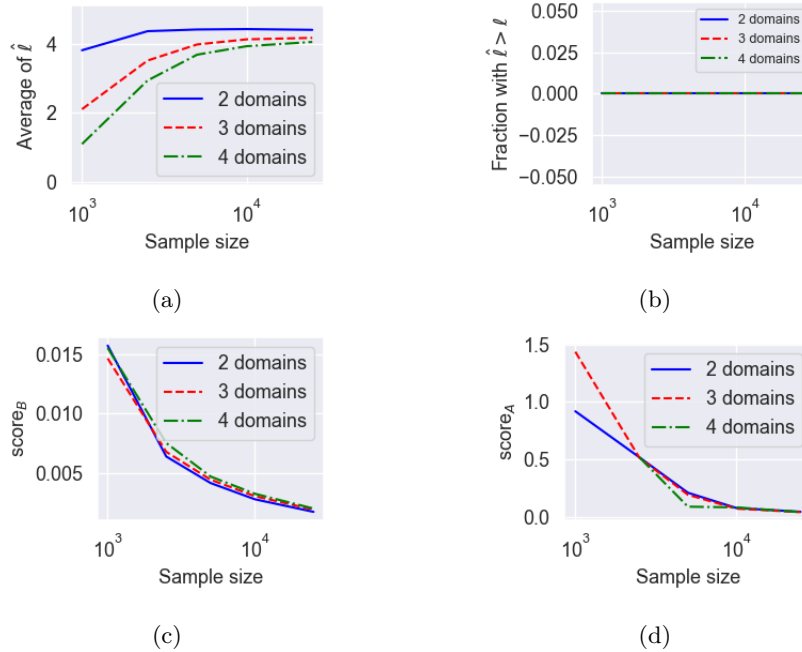 Average of ℓ̂
4
2
0
10³
10⁴
2 domains
3 domains
4 domains
Sample size
(a)
Fraction with ℓ̂ > ℓ
0.050
0.025
0.000
−0.025
−0.050
10³
10⁴
2 domains
3 domains
4 domains
Sample size
(b)
score_B
0.015
0.010
0.005
10³
10⁴
2 domains
3 domains
4 domains
Sample size
(c)
score_A
1.5
1.0
0.5
0.0
10³
10⁴
2 domains
3 domains
4 domains
Sample size
(d)